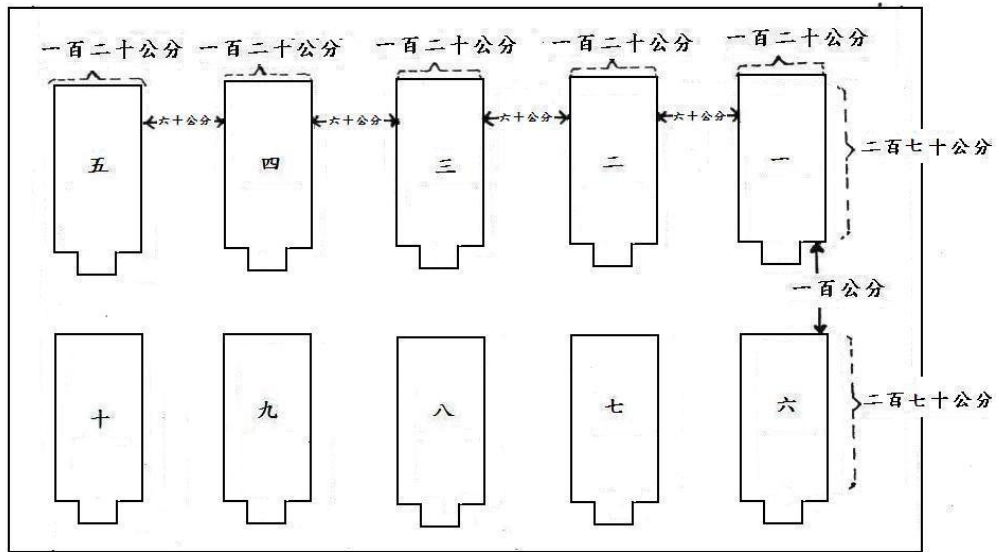 一百二十公分 一百二十公分 一百二十公分 一百二十公分 一百二十公分
六十公分 六十公分 六十公分 六十公分
五 四 三 二 一
二百七十公分
一百公分
十 九 八 七 六
二百七十公分